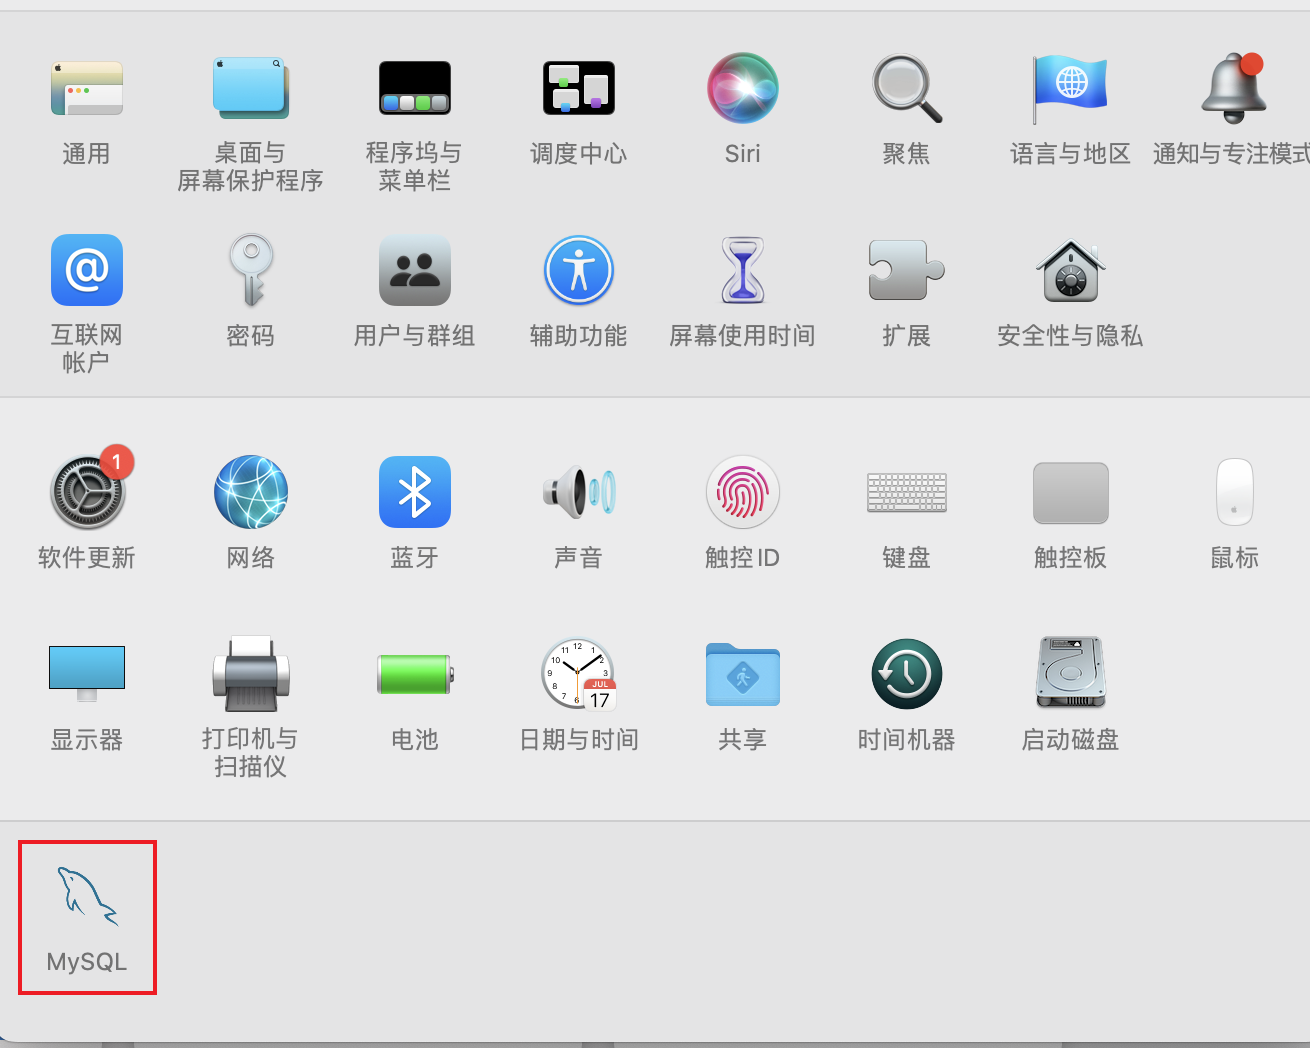 通用
桌面与
屏幕保护程序
程序坞与
菜单栏
调度中心
Siri
聚焦
语言与地区
通知与专注模式
@
互联网
帐户
密码
用户与群组
辅助功能
屏幕使用时间
扩展
安全性与隐私
1
软件更新
网络
蓝牙
声音
触控 ID
键盘
触控板
鼠标
显示器
打印机与
扫描仪
电池
12
1
2
3
6
7
8
9
10
11
JUL
17
日期与时间
共享
时间机器
启动磁盘
MySQL